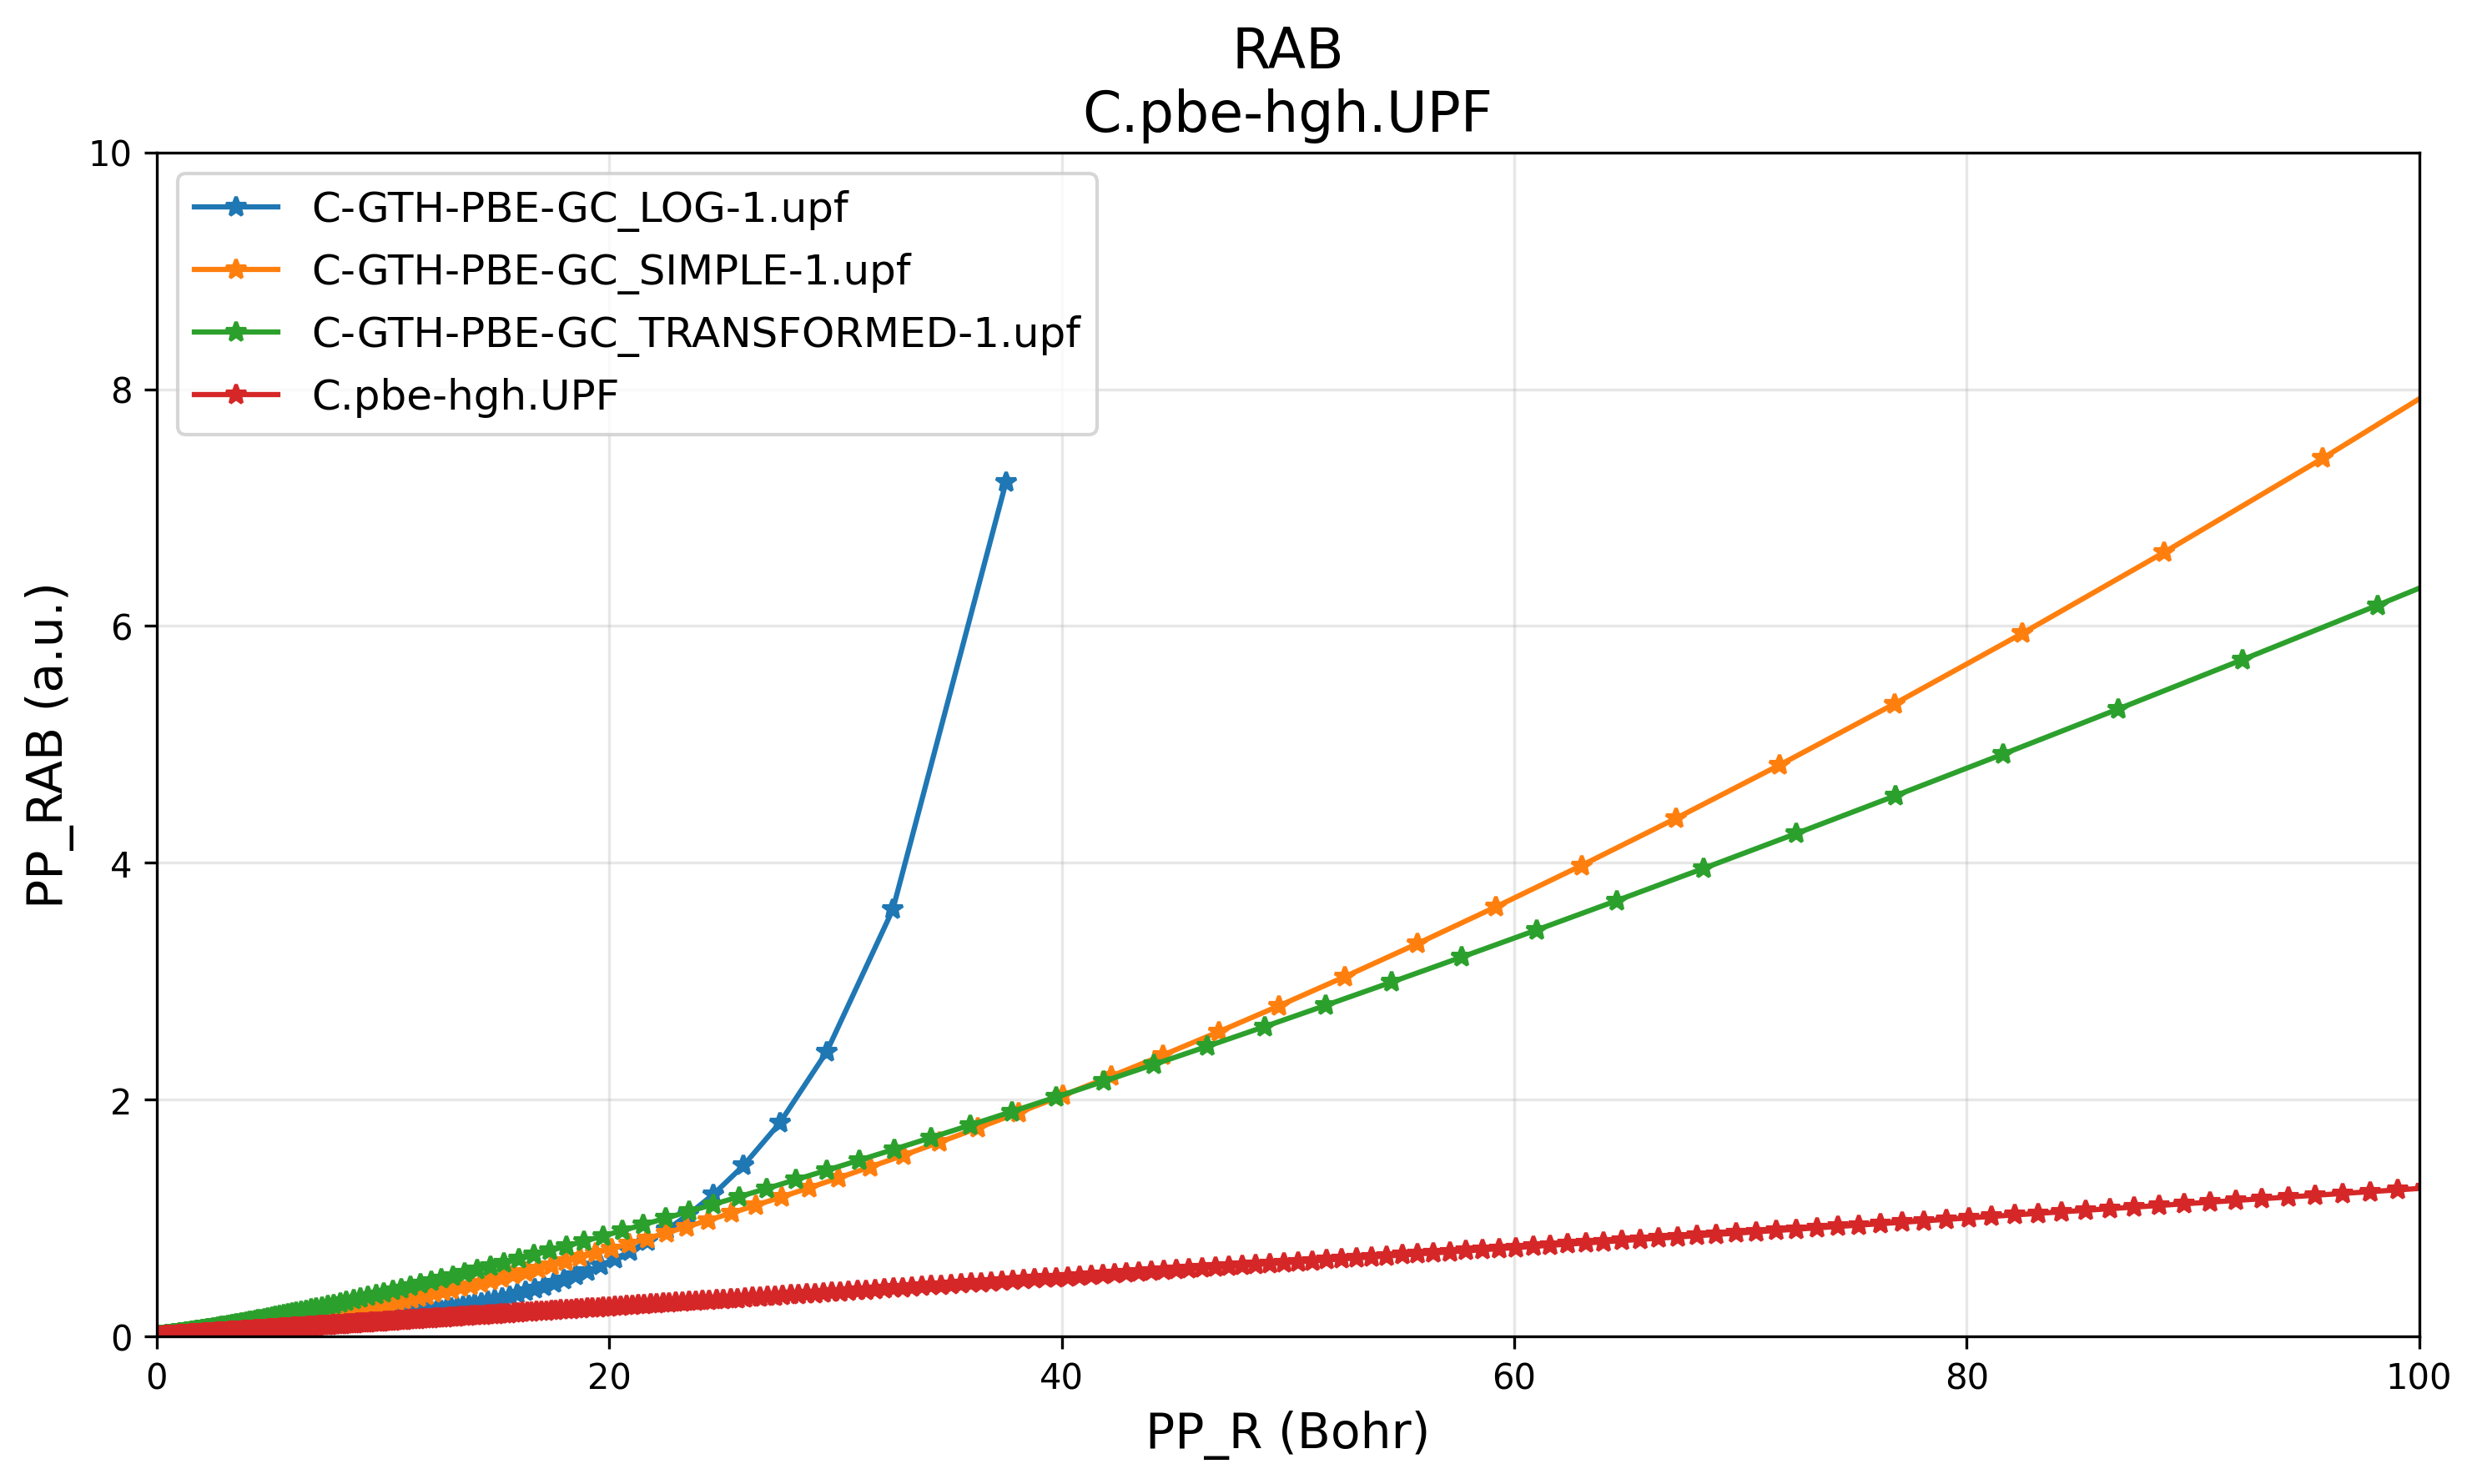 RAB
C.pbe-hgh.UPF
C-GTH-PBE-GC_LOG-1.upf
C-GTH-PBE-GC_SIMPLE-1.upf
C-GTH-PBE-GC_TRANSFORMED-1.upf
C.pbe-hgh.UPF
PP_RAB (a.u.)
10
8
6
4
2
0
0 20 40 60 80 100
PP_R (Bohr)